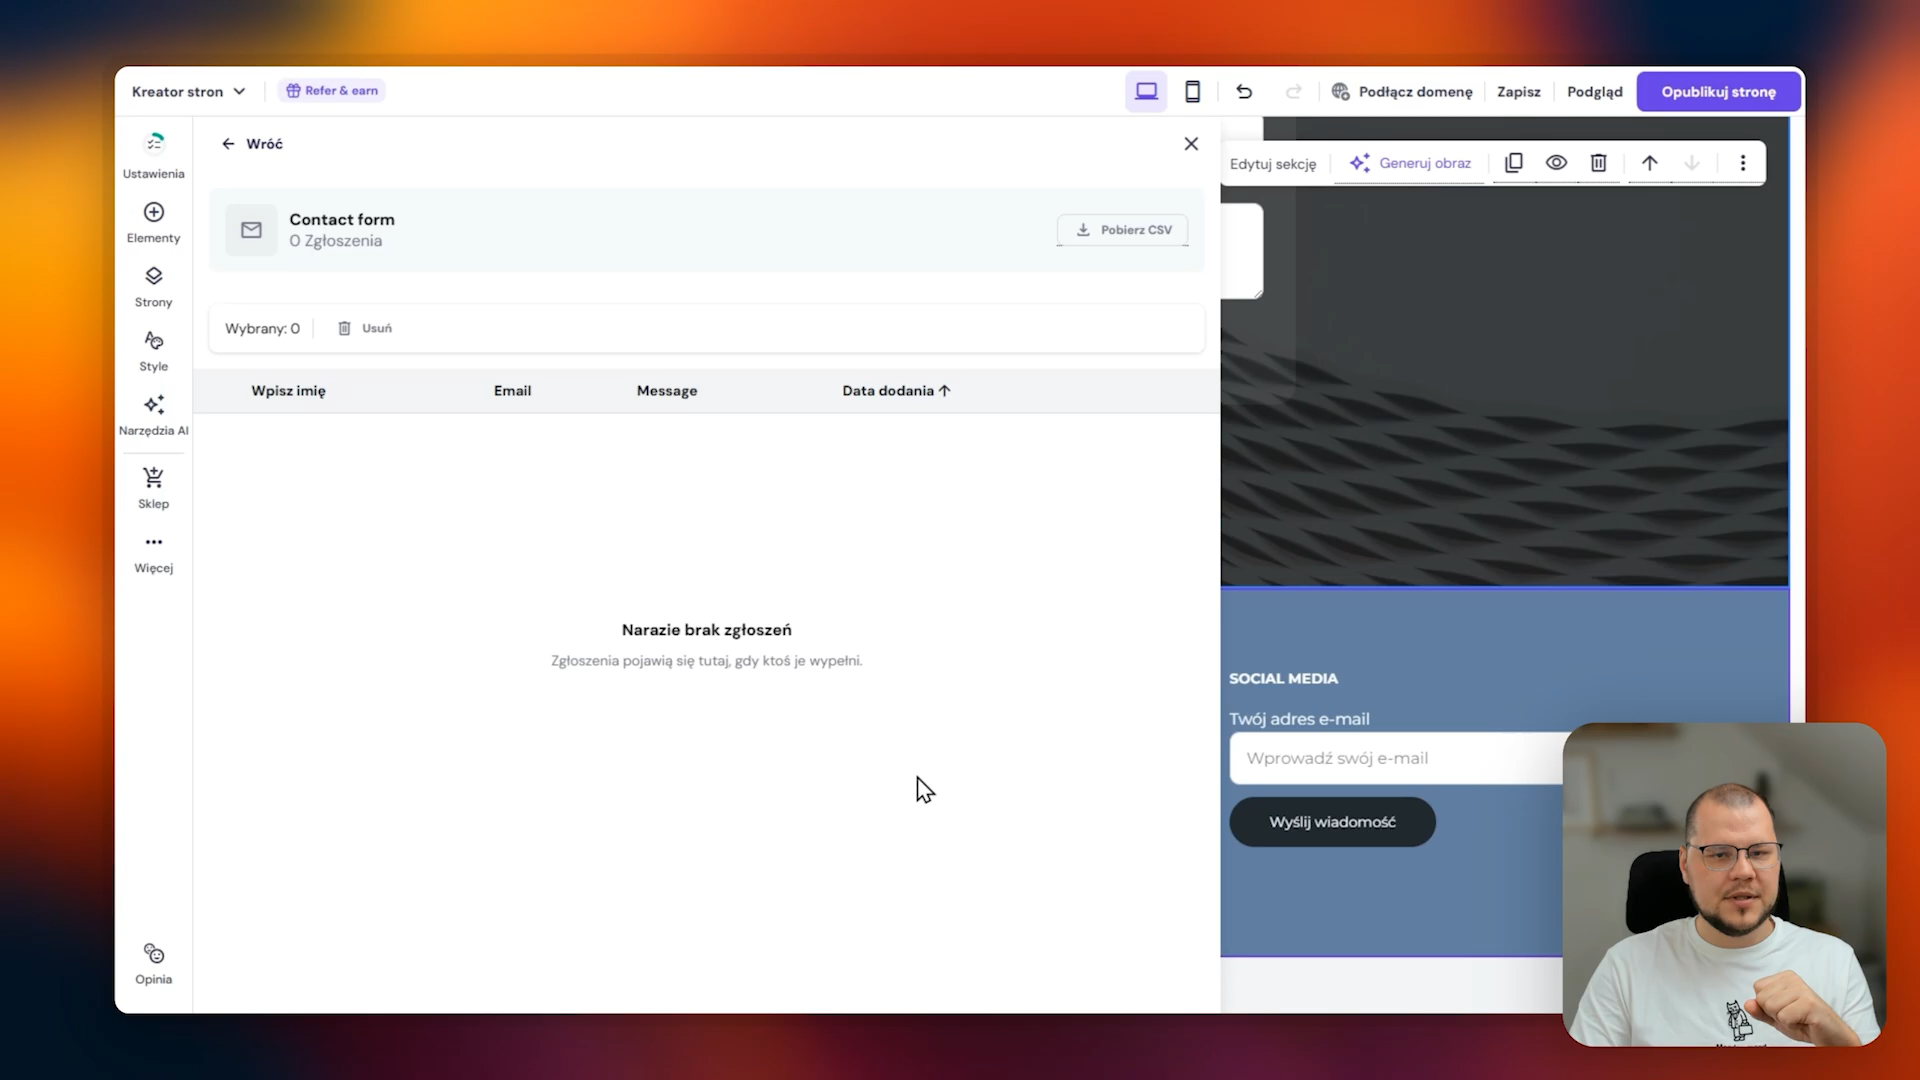 Kreator stron
Refer & earn
Podłącz domenę
Zapisz
Podgląd
Opublikuj stronę
Ustawienia
Elementy
Strony
Style
Narzędzia AI
Sklep
Więcej
Opinia
Wróć
Contact form
0 Zgłoszenia
Pobierz CSV
Wybrany: 0
Usuń
Wpisz imię
Email
Message
Data dodania
Narazie brak zgłoszeń
Zgłoszenia pojawią się tutaj, gdy ktoś je wypełni.
Edytuj sekcję
Generuj obraz
SOCIAL MEDIA
Twój adres e-mail
Wprowadź swój e-mail
Wyślij wiadomość